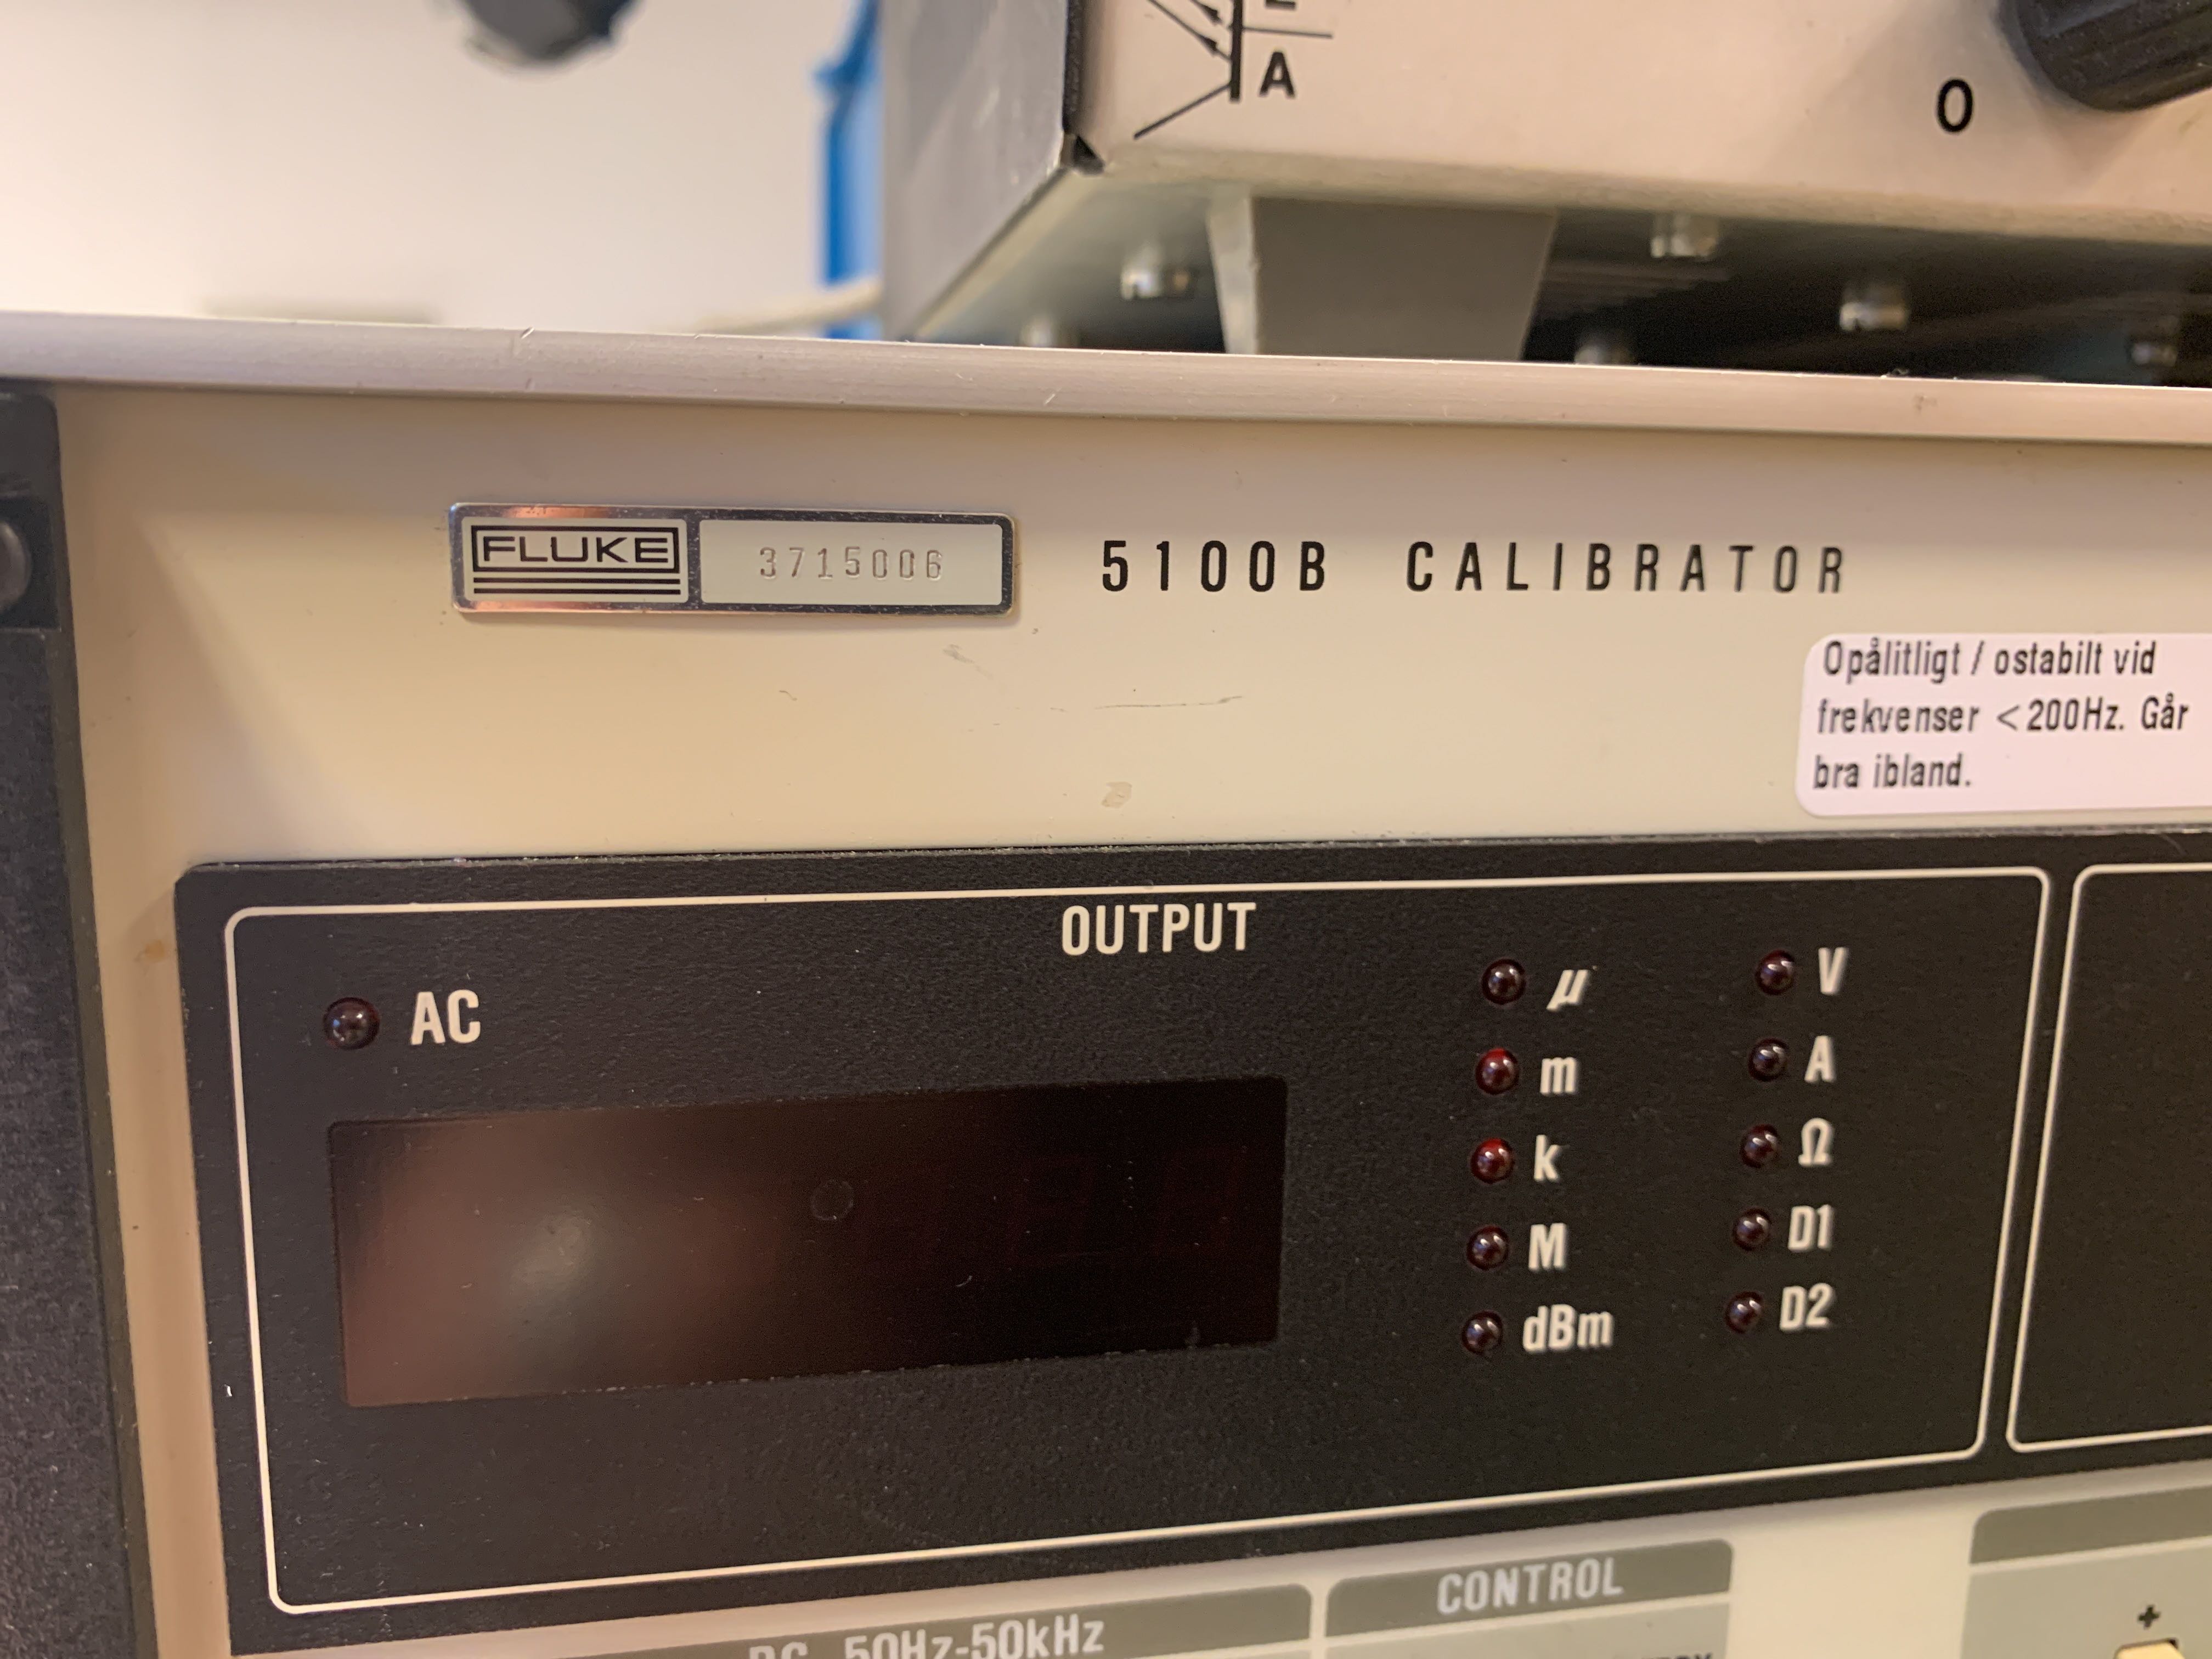 A
0
FLUKE 3715006 5100B CALIBRATOR
Opålitligt / ostabilt vid
frekvenser <200Hz. Går
bra ibland.
OUTPUT
AC
µ V
m A
k Ω
M D1
dBm D2
CONTROL
50Hz-50kHz
+